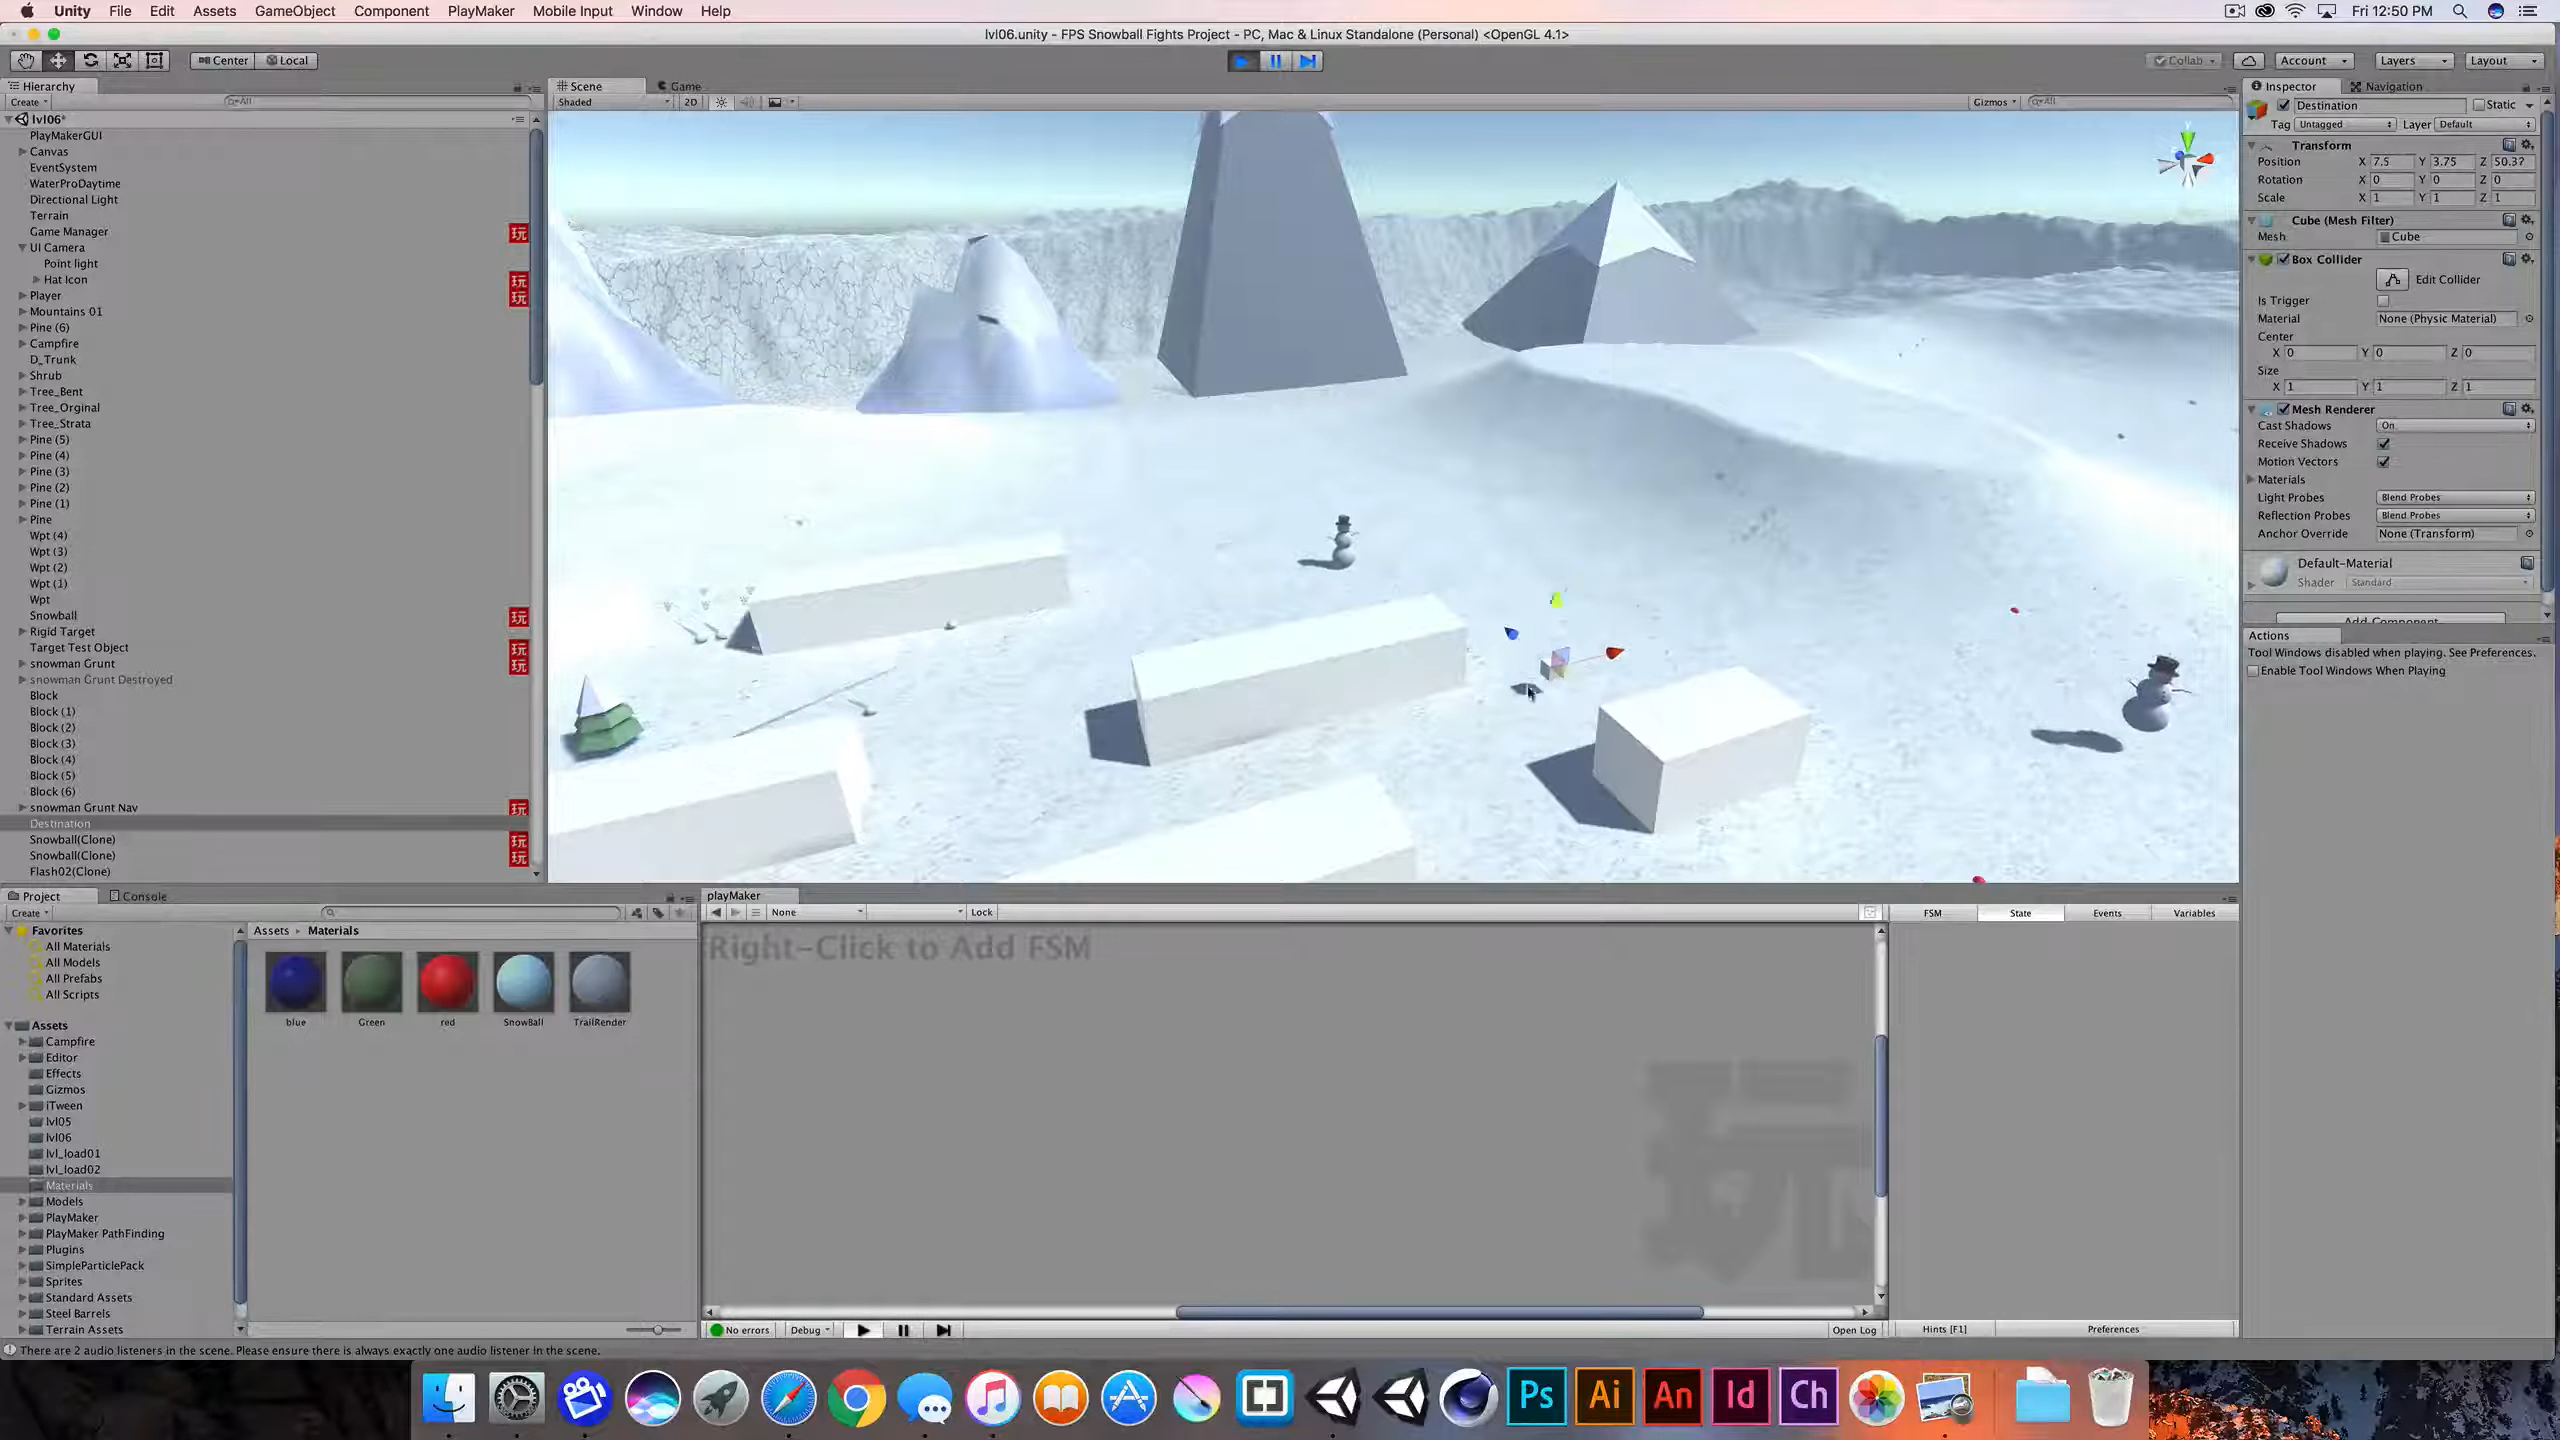 Unity File Edit Assets GameObject Component PlayMaker Mobile Input Window Help
Fri 12:50 PM
lvl06.unity - FPS Snowball Fights Project - PC, Mac & Linux Standalone (Personal) <OpenGL 4.1>
Center Local
Collab Account Layers Layout
Hierarchy
Create All
lvl06*
PlayMakerGUI
Canvas
EventSystem
WaterProDaytime
Directional Light
Terrain
Game Manager 玩
UI Camera
Point light
Hat Icon 玩
Player 玩
Mountains 01
Pine (6)
Campfire
D_Trunk
Shrub
Tree_Bent
Tree_Orginal
Tree_Strata
Pine (5)
Pine (4)
Pine (3)
Pine (2)
Pine (1)
Pine
Wpt (4)
Wpt (3)
Wpt (2)
Wpt (1)
Wpt
Snowball 玩
Rigid Target
Target Test Object 玩
snowman Grunt 玩
snowman Grunt Destroyed
Block
Block (1)
Block (2)
Block (3)
Block (4)
Block (5)
Block (6)
snowman Grunt Nav 玩
Destination
Snowball(Clone) 玩
Snowball(Clone) 玩
Flash02(Clone)
Scene Game
Shaded 2D Gizmos All
Inspector Navigation
Destination Static
Tag Untagged Layer Default
Transform
Position X 7.5 Y 3.75 Z 50.37
Rotation X 0 Y 0 Z 0
Scale X 1 Y 1 Z 1
Cube (Mesh Filter)
Mesh Cube
Box Collider
Edit Collider
Is Trigger
Material None (Physic Material)
Center
X 0 Y 0 Z 0
Size
X 1 Y 1 Z 1
Mesh Renderer
Cast Shadows On
Receive Shadows
Motion Vectors
Materials
Light Probes Blend Probes
Reflection Probes Blend Probes
Anchor Override None (Transform)
Default-Material
Shader Standard
Add Component
Actions
Tool Windows disabled when playing. See Preferences.
Enable Tool Windows When Playing
Project Console
Create
Favorites
All Materials
All Models
All Prefabs
All Scripts
Assets
Campfire
Editor
Effects
Gizmos
iTween
lvl05
lvl06
lvl_load01
lvl_load02
Materials
Models
PlayMaker
PlayMaker PathFinding
Plugins
SimpleParticlePack
Sprites
Standard Assets
Steel Barrels
Terrain Assets
Assets Materials
blue Green red SnowBall TrailRender
playMaker
None Lock
FSM State Events Variables
Right-Click to Add FSM
玩
No errors Debug Open Log Hints [F1] Preferences
There are 2 audio listeners in the scene. Please ensure there is always exactly one audio listener in the scene.
Ps Ai An Id Ch